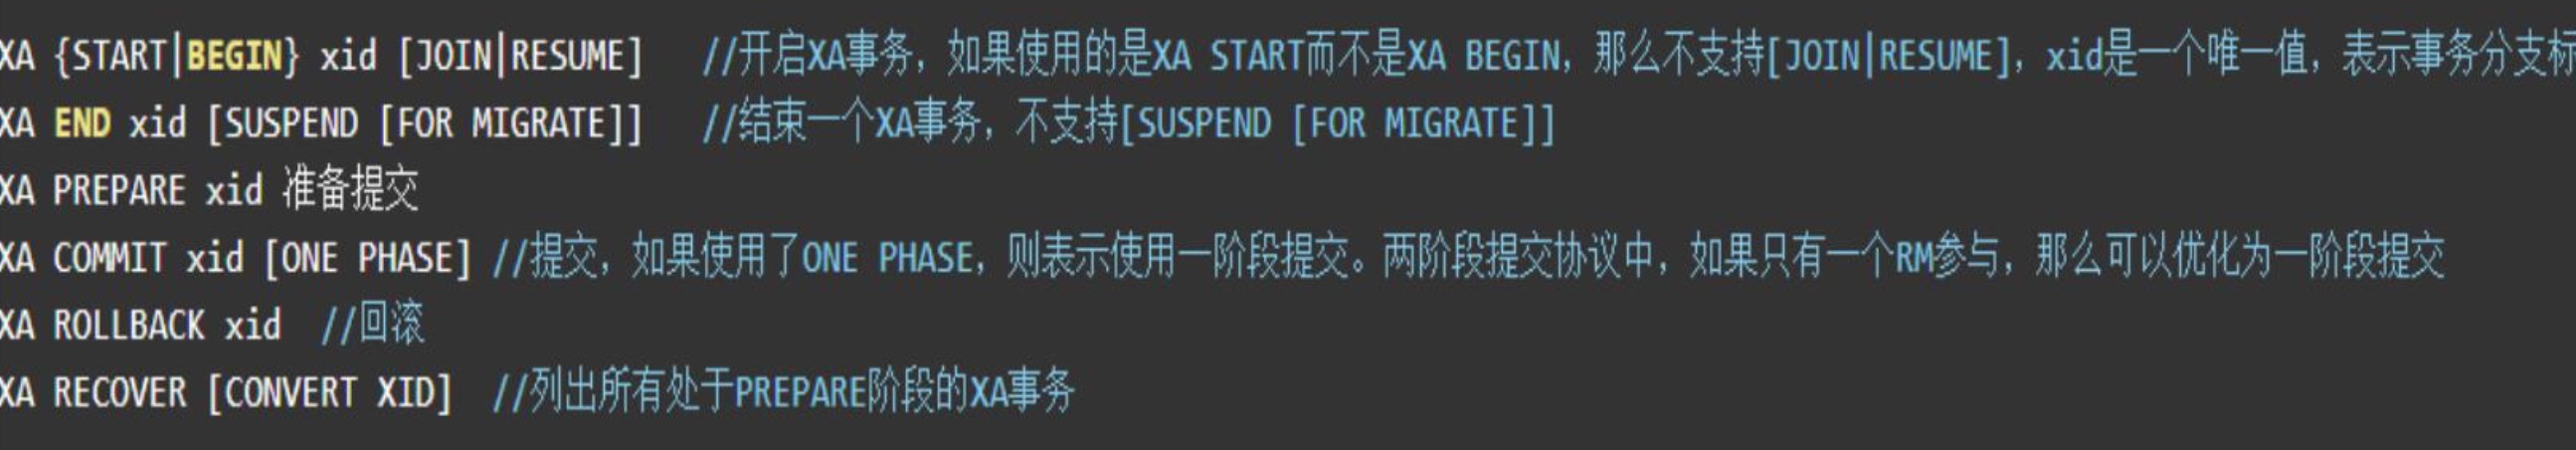 XA {START|BEGIN} xid [JOIN|RESUME]   //开启XA事务，如果使用的是XA START而不是XA BEGIN，那么不支持[JOIN|RESUME]，xid是一个唯一值，表示事务分支标
XA END xid [SUSPEND [FOR MIGRATE]]   //结束一个XA事务，不支持[SUSPEND [FOR MIGRATE]]
XA PREPARE xid 准备提交
XA COMMIT xid [ONE PHASE] //提交，如果使用了ONE PHASE，则表示使用一阶段提交。两阶段提交协议中，如果只有一个RM参与，那么可以优化为一阶段提交
XA ROLLBACK xid  //回滚
XA RECOVER [CONVERT XID]  //列出所有处于PREPARE阶段的XA事务